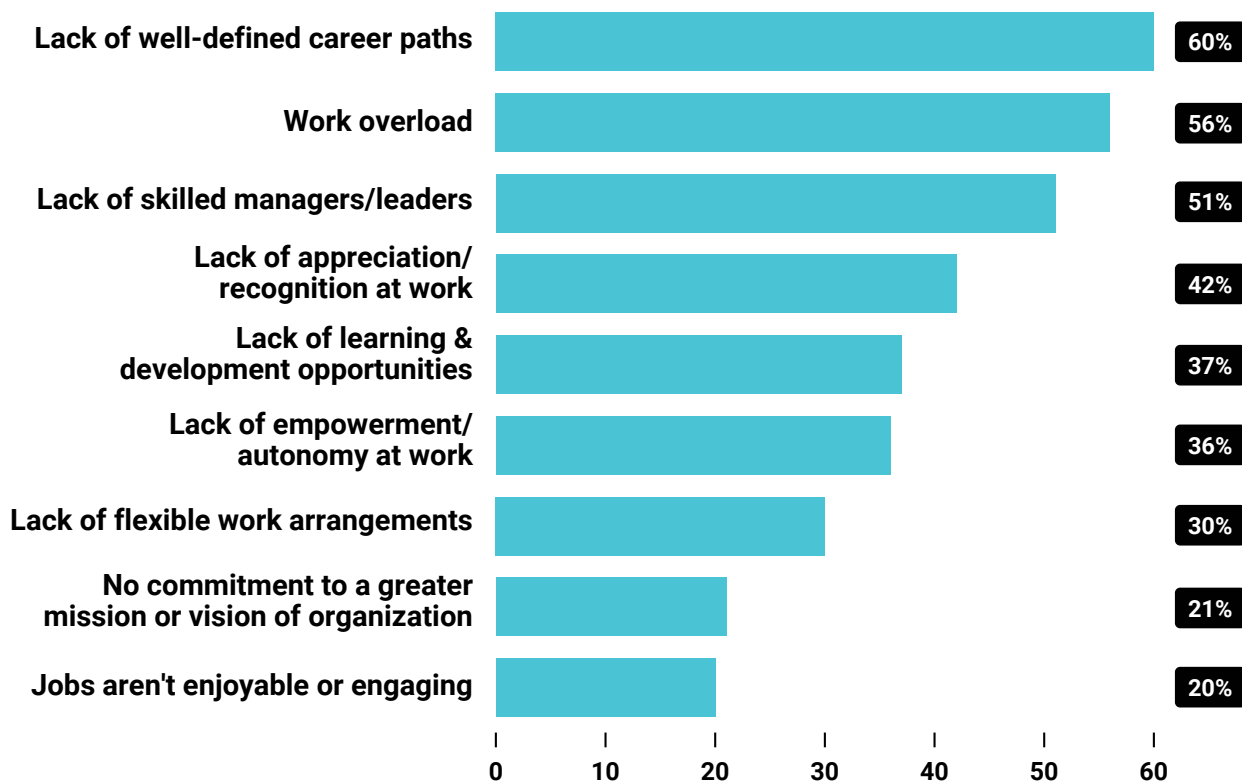 Lack of well-defined career paths
60%
Work overload
56%
Lack of skilled managers/leaders
51%
Lack of appreciation/
recognition at work
42%
Lack of learning &
development opportunities
37%
Lack of empowerment/
autonomy at work
36%
Lack of flexible work arrangements
30%
No commitment to a greater
mission or vision of organization
21%
Jobs aren't enjoyable or engaging
20%
0 10 20 30 40 50 60